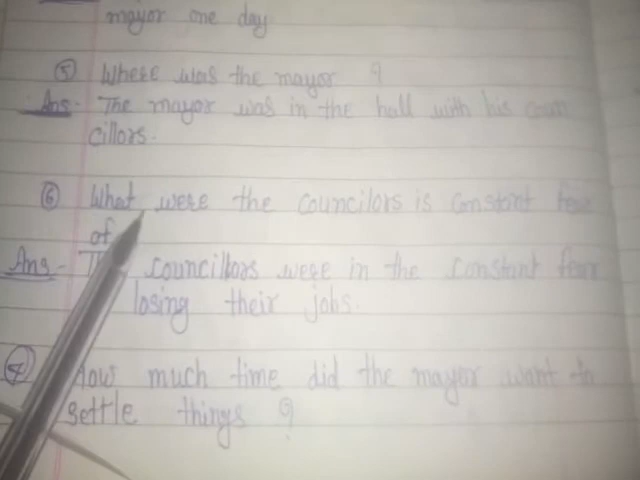 mayor one day
⑤ Where was the mayor ?
Ans- The mayor was in the hall with his coun
cillors.
⑥ What were the councilors is constant fear
of
Ans- The councillors were in the constant fear
losing their jobs.
How much time did the mayor want to
settle things ?